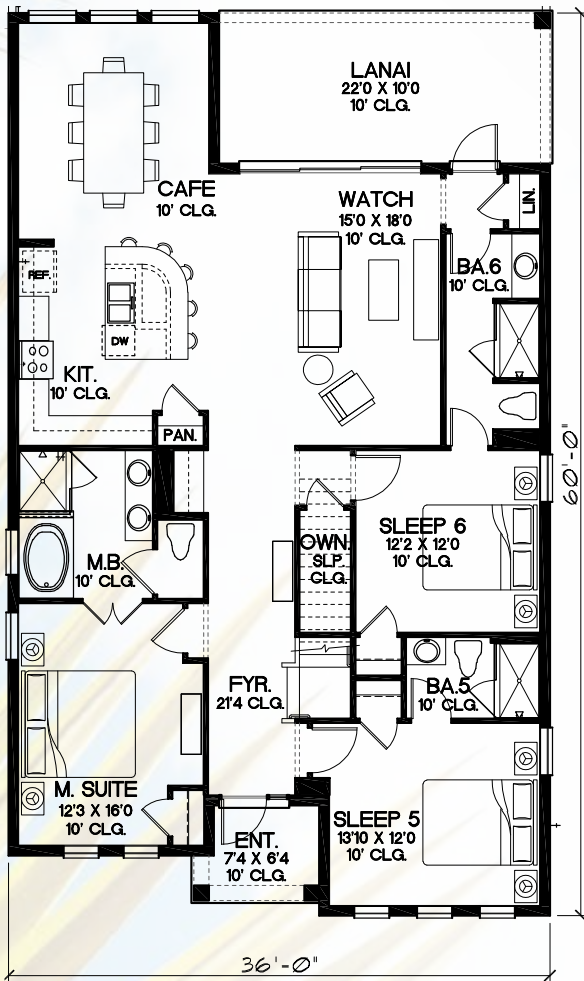 LANAI
22'0 X 10'0
10' CLG.
CAFE
10' CLG.
WATCH
15'0 X 18'0
10' CLG.
LIN.
BA.6
10' CLG.
REF.
DW
KIT.
10' CLG.
PAN.
M.B.
10' CLG.
OWN.
SLP.
CLG.
SLEEP 6
12'2 X 12'0
10' CLG.
60'-0"
FYR.
21'4 CLG.
BA.5
10' CLG.
M. SUITE
12'3 X 16'0
10' CLG.
ENT.
7'4 X 6'4
10' CLG.
SLEEP 5
13'10 X 12'0
10' CLG.
36'-0"